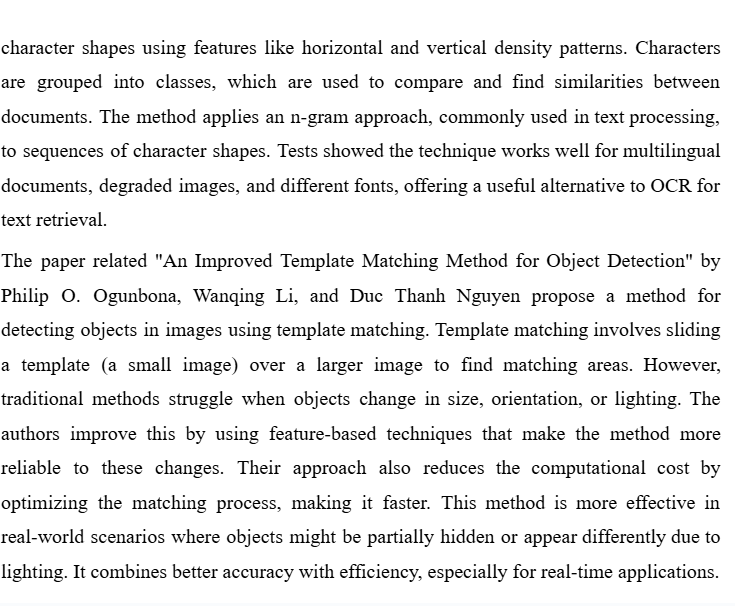 character shapes using features like horizontal and vertical density patterns. Characters
are grouped into classes, which are used to compare and find similarities between
documents. The method applies an n-gram approach, commonly used in text processing,
to sequences of character shapes. Tests showed the technique works well for multilingual
documents, degraded images, and different fonts, offering a useful alternative to OCR for
text retrieval.
The paper related "An Improved Template Matching Method for Object Detection" by
Philip O. Ogunbona, Wanqing Li, and Duc Thanh Nguyen propose a method for
detecting objects in images using template matching. Template matching involves sliding
a template (a small image) over a larger image to find matching areas. However,
traditional methods struggle when objects change in size, orientation, or lighting. The
authors improve this by using feature-based techniques that make the method more
reliable to these changes. Their approach also reduces the computational cost by
optimizing the matching process, making it faster. This method is more effective in
real-world scenarios where objects might be partially hidden or appear differently due to
lighting. It combines better accuracy with efficiency, especially for real-time applications.